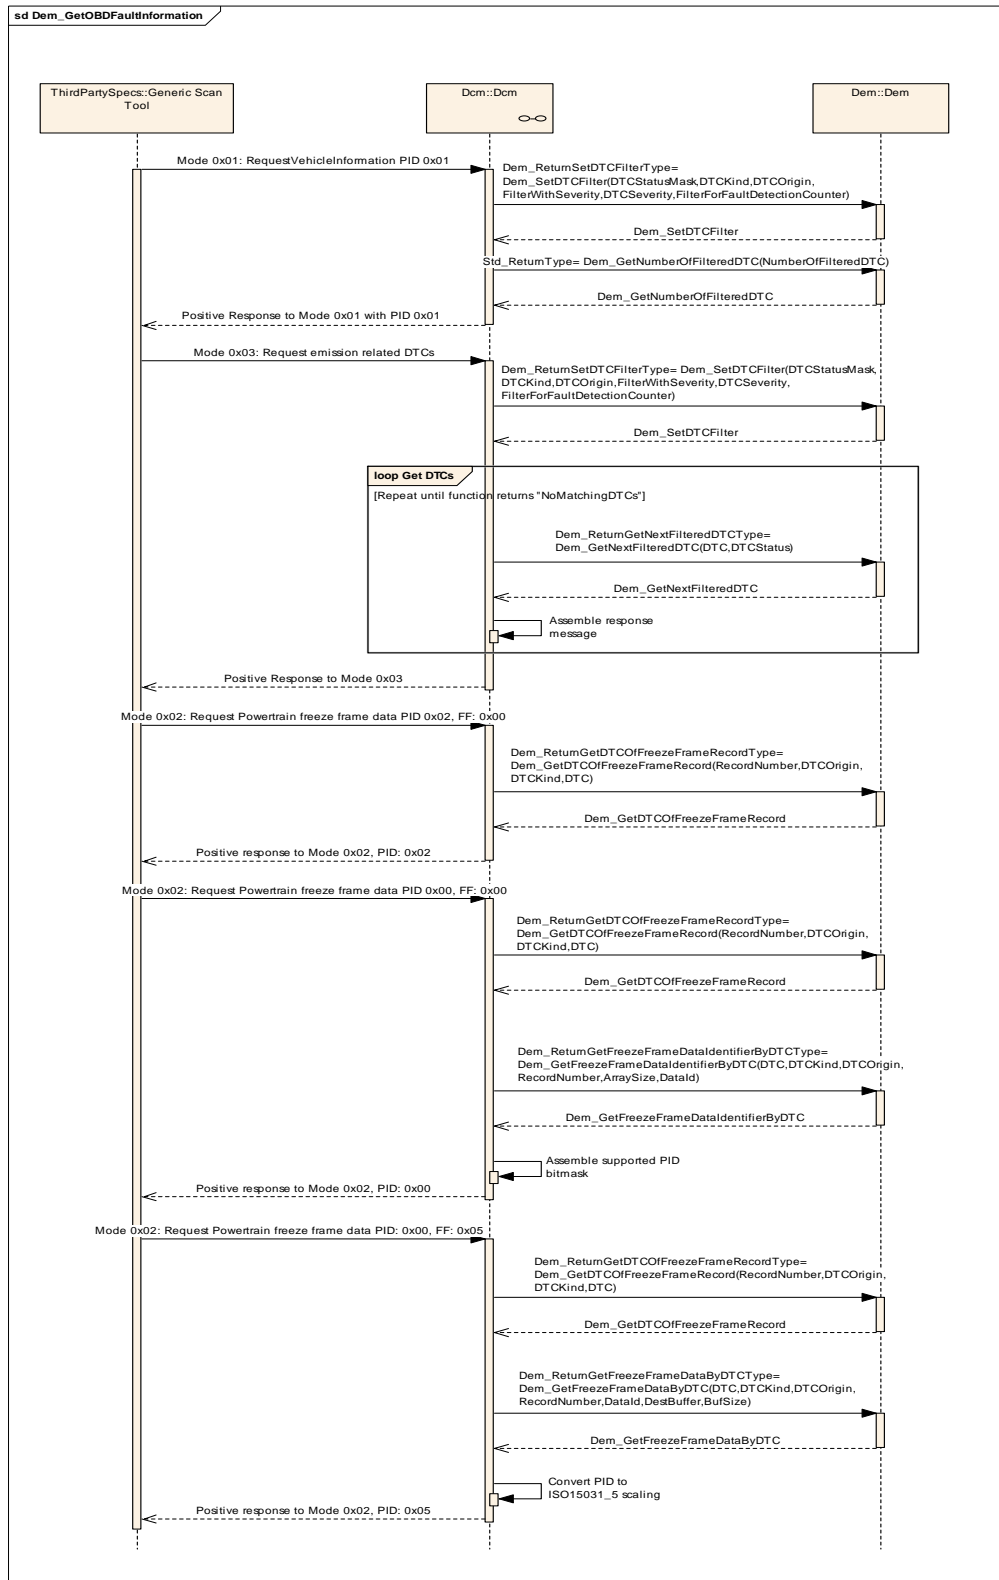 sd Dem_GetOBDFaultInformation
ThirdPartySpecs::Generic Scan
Tool
Dcm::Dcm
Dem::Dem
Mode 0x01: RequestVehicleInformation PID 0x01
Dem_ReturnSetDTCFilterType=
Dem_SetDTCFilter(DTCStatusMask,DTCKind,DTCOrigin,
FilterWithSeverity,DTCSeverity,FilterForFaultDetectionCounter)
Dem_SetDTCFilter
Std_ReturnType= Dem_GetNumberOfFilteredDTC(NumberOfFilteredDTC)
Dem_GetNumberOfFilteredDTC
Positive Response to Mode 0x01 with PID 0x01
Mode 0x03: Request emission related DTCs
Dem_ReturnSetDTCFilterType= Dem_SetDTCFilter(DTCStatusMask,
DTCKind,DTCOrigin,FilterWithSeverity,DTCSeverity,
FilterForFaultDetectionCounter)
Dem_SetDTCFilter
loop Get DTCs
[Repeat until function returns "NoMatchingDTCs"]
Dem_ReturnGetNextFilteredDTCType=
Dem_GetNextFilteredDTC(DTC,DTCStatus)
Dem_GetNextFilteredDTC
Assemble response
message
Positive Response to Mode 0x03
Mode 0x02: Request Powertrain freeze frame data PID 0x02, FF: 0x00
Dem_ReturnGetDTCOfFreezeFrameRecordType=
Dem_GetDTCOfFreezeFrameRecord(RecordNumber,DTCOrigin,
DTCKind,DTC)
Dem_GetDTCOfFreezeFrameRecord
Positive response to Mode 0x02, PID: 0x02
Mode 0x02: Request Powertrain freeze frame data PID 0x00, FF: 0x00
Dem_ReturnGetDTCOfFreezeFrameRecordType=
Dem_GetDTCOfFreezeFrameRecord(RecordNumber,DTCOrigin,
DTCKind,DTC)
Dem_GetDTCOfFreezeFrameRecord
Dem_ReturnGetFreezeFrameDataIdentifierByDTCType=
Dem_GetFreezeFrameDataIdentifierByDTC(DTC,DTCKind,DTCOrigin,
RecordNumber,ArraySize,DataId)
Dem_GetFreezeFrameDataIdentifierByDTC
Assemble supported PID
bitmask
Positive response to Mode 0x02, PID: 0x00
Mode 0x02: Request Powertrain freeze frame data PID: 0x00, FF: 0x05
Dem_ReturnGetDTCOfFreezeFrameRecordType=
Dem_GetDTCOfFreezeFrameRecord(RecordNumber,DTCOrigin,
DTCKind,DTC)
Dem_GetDTCOfFreezeFrameRecord
Dem_ReturnGetFreezeFrameDataByDTCType=
Dem_GetFreezeFrameDataByDTC(DTC,DTCKind,DTCOrigin,
RecordNumber,DataId,DestBuffer,BufSize)
Dem_GetFreezeFrameDataByDTC
Convert PID to
ISO15031_5 scaling
Positive response to Mode 0x02, PID: 0x05